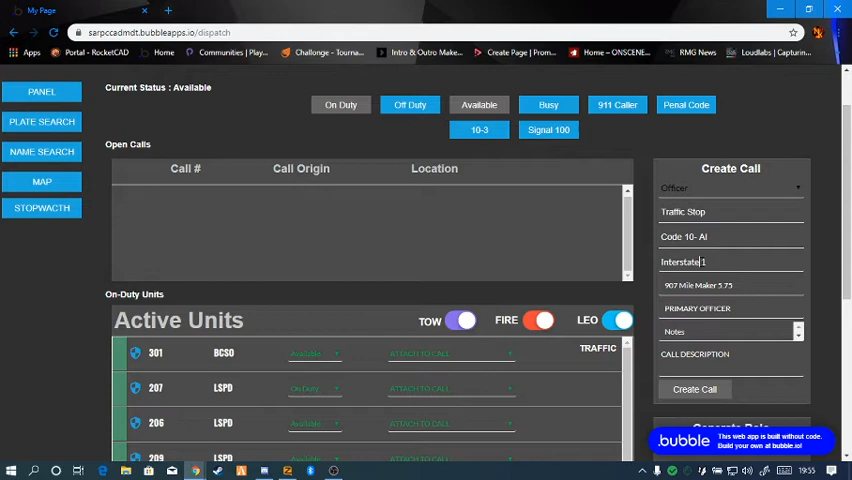 My Page
sarpccadmdt.bubbleapps.io/dispatch
Apps
Portal - RocketCAD
Home
Communities | Play...
Challonge - Tourna...
Intro & Outro Make...
Create Page | Prom...
Home – ONSCENE...
RMG News
Loudlabs | Capturin...
Current Status : Available
PANEL
PLATE SEARCH
NAME SEARCH
MAP
STOPWACTH
On Duty
Off Duty
Available
Busy
911 Caller
Penal Code
10-3
Signal 100
Open Calls
Call #
Call Origin
Location
Create Call
Officer
Traffic Stop
Code 10- AI
Interstate 1
907 Mile Maker 5.75
PRIMARY OFFICER
Notes
CALL DESCRIPTION
Create Call
On-Duty Units
Active Units
TOW
FIRE
LEO
301
BCSO
Available
ATTACH TO CALL
TRAFFIC
207
LSPD
On Duty
ATTACH TO CALL
206
LSPD
Available
ATTACH TO CALL
209
LSPD
Available
ATTACH TO CALL
.bubble
This web app is built without code.
Build your own at bubble.io!
19:55